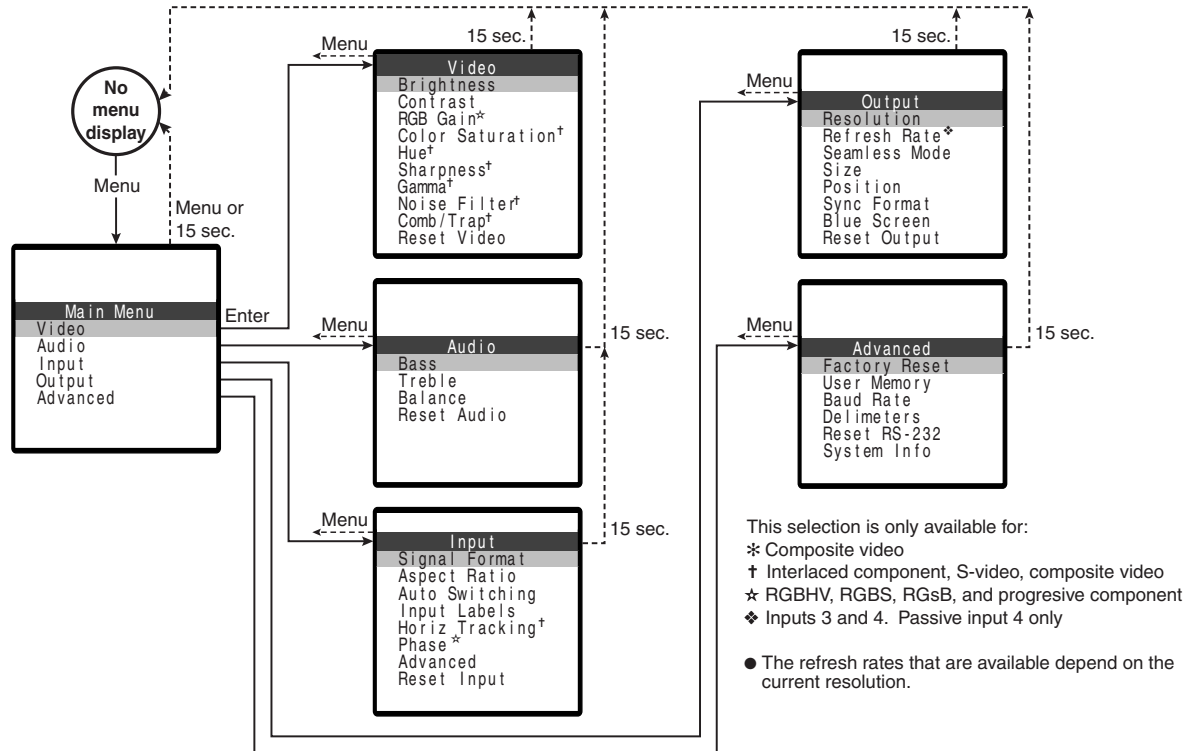 15 sec.
15 sec.
Menu
No
menu
display
Menu
Menu or
15 sec.
Main Menu
Video
Audio
Input
Output
Advanced
Enter
Video
Brightness
Contrast
RGB Gain☆
Color Saturation†
Hue†
Sharpness†
Gamma†
Noise Filter†
Comb/Trap†
Reset Video
Menu
Output
Resolution
Refresh Rate❖
Seamless Mode
Size
Position
Sync Format
Blue Screen
Reset Output
Menu
15 sec.
Audio
Bass
Treble
Balance
Reset Audio
Menu
15 sec.
Advanced
Factory Reset
User Memory
Baud Rate
Delimeters
Reset RS-232
System Info
Menu
15 sec.
Input
Signal Format
Aspect Ratio
Auto Switching
Input Labels
Horiz Tracking†
Phase☆
Advanced
Reset Input
This selection is only available for:
✻ Composite video
† Interlaced component, S-video, composite video
☆ RGBHV, RGBS, RGsB, and progresive component
❖ Inputs 3 and 4. Passive input 4 only
● The refresh rates that are available depend on the
current resolution.